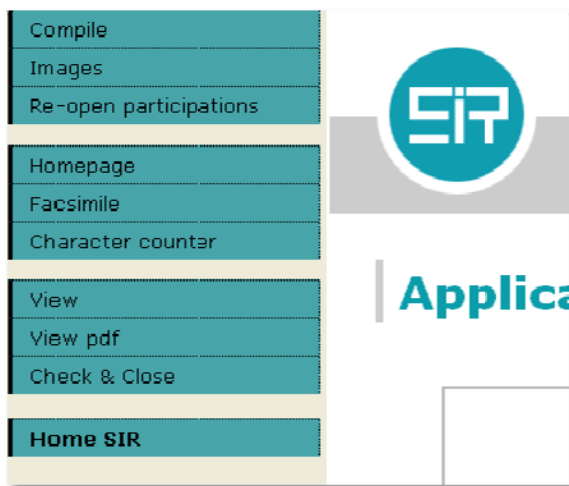 Compile
Images
Re-open participations
Homepage
Facsimile
Character counter
View
View pdf
Check & Close
Home SIR
SIR
Applica